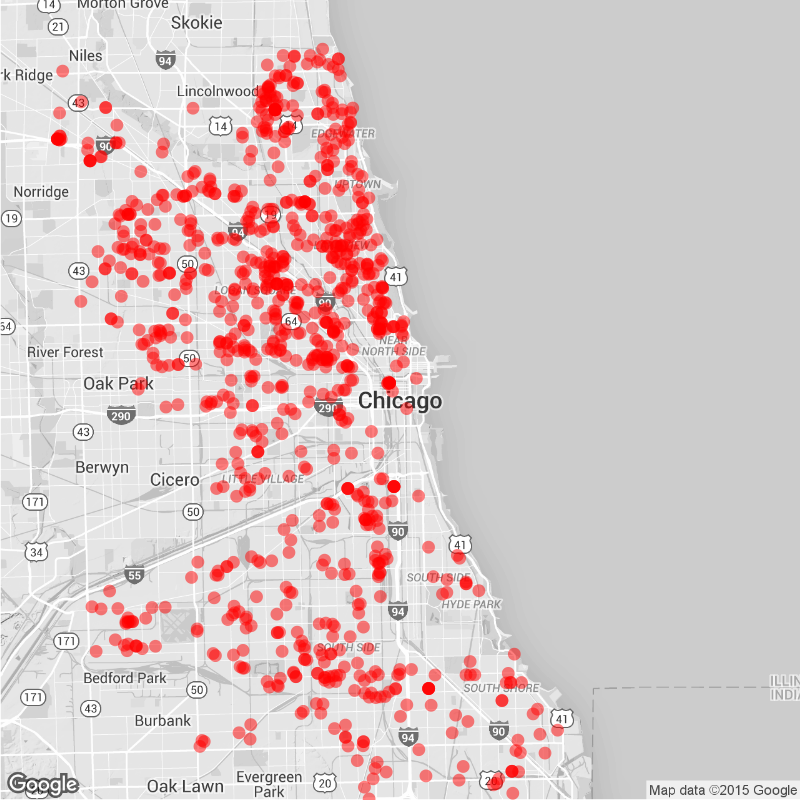 14
Morton Grove
21
Skokie
Niles
94
rk Ridge
Lincolnwood
43
14
14
EDGEWATER
90
UPTOWN
Norridge
19
19
94
50
43
41
LOGAN SQUARE
90
64
64
NEAR
NORTH SIDE
River Forest
50
Oak Park
Chicago
290
290
43
Berwyn
Cicero
LITTLE VILLAGE
171
50
90
34
41
55
SOUTH SIDE
HYDE PARK
94
171
SOUTH SIDE
Bedford Park
50
SOUTH SHORE
ILLIN
INDIA
171
43
Burbank
41
90
94
20
Google
Oak Lawn
Evergreen
Park
20
Map data ©2015 Google